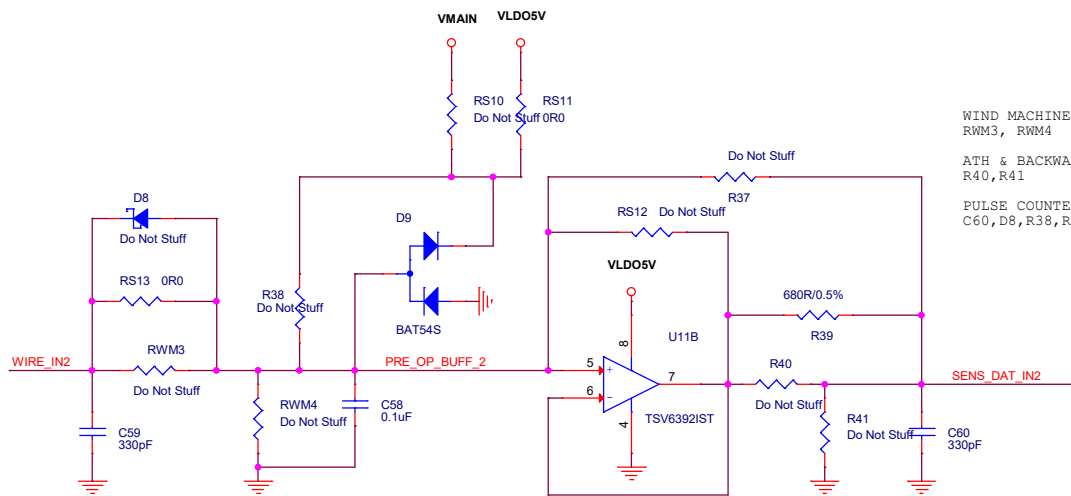 VMAIN
VLDO5V
RS10
Do Not Stuff
RS11
0R0
WIND MACHINE
RWM3, RWM4
ATH & BACKWA
R40,R41
PULSE COUNTE
C60,D8,R38,R
Do Not Stuff
R37
RS12
Do Not Stuff
D8
Do Not Stuff
D9
BAT54S
VLDO5V
RS13
0R0
R38
Do Not Stuff
680R/0.5%
R39
U11B
8
WIRE_IN2
RWM3
Do Not Stuff
PRE_OP_BUFF_2
5
+
6
-
7
4
TSV6392IST
R40
Do Not Stuff
SENS_DAT_IN2
RWM4
Do Not Stuff
C58
0.1uF
R41
Do Not Stuff
C59
330pF
C60
330pF